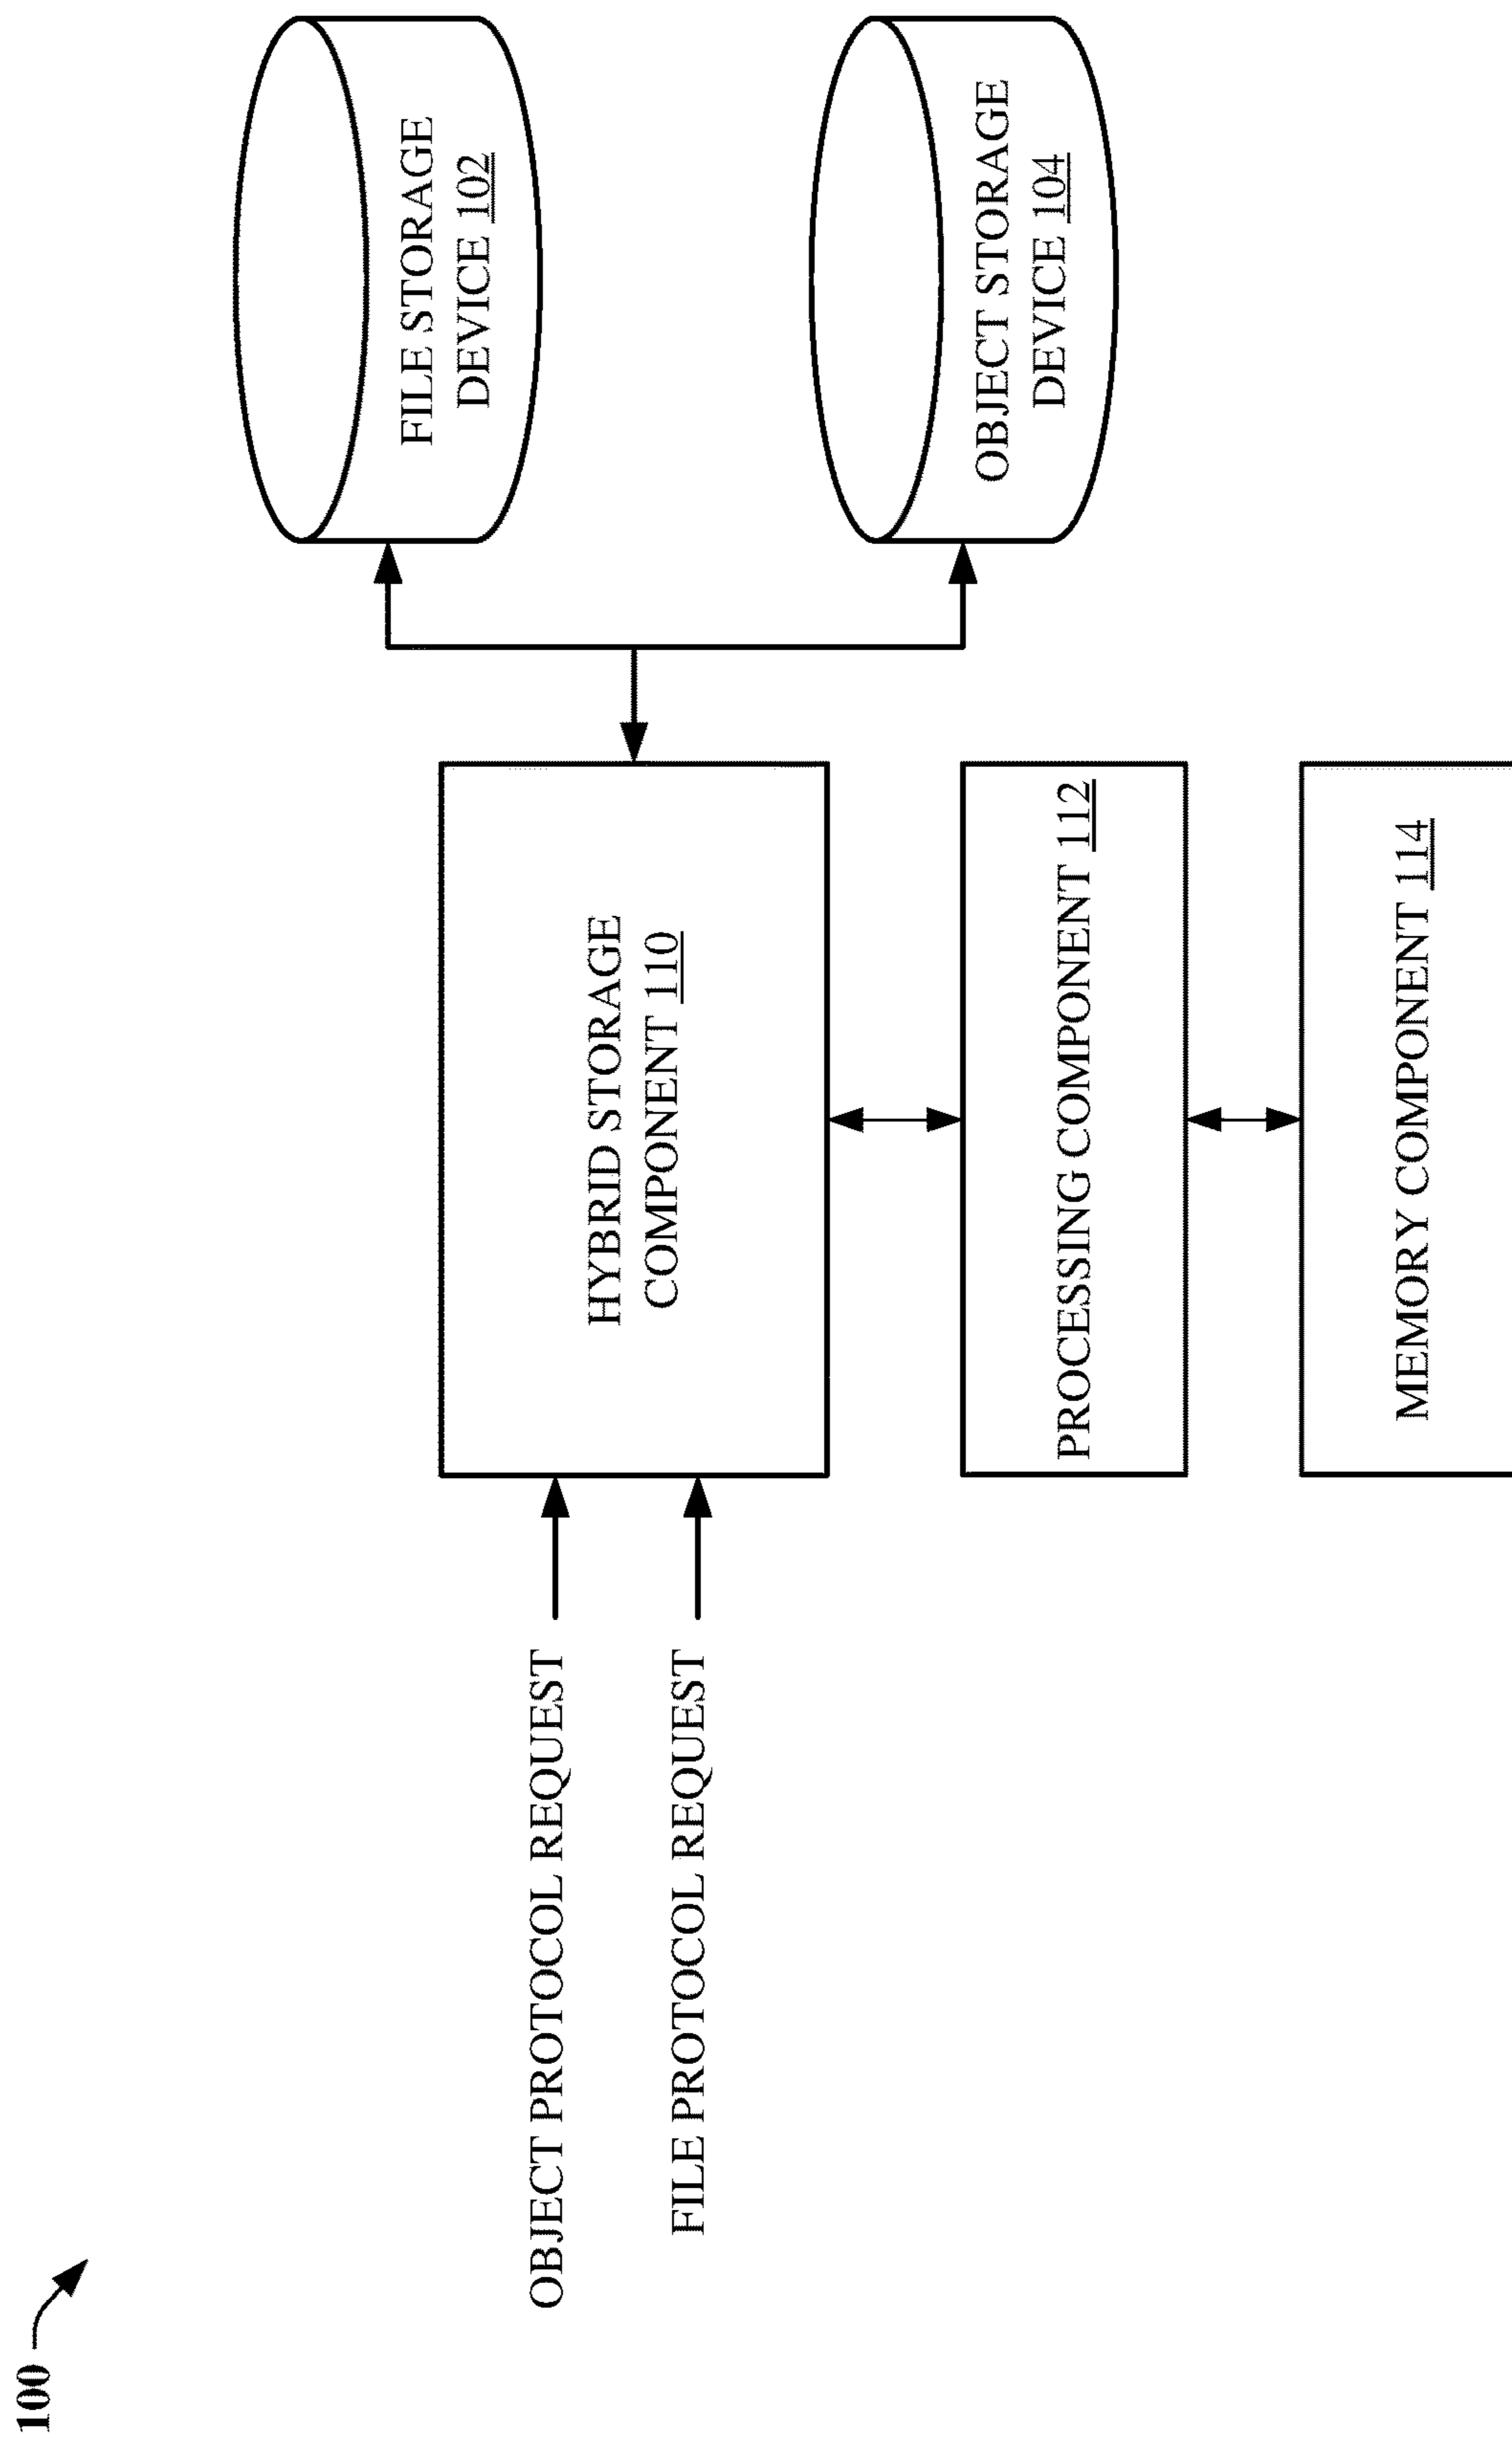 100
FILE STORAGE
DEVICE 102
OBJECT PROTOCOL REQUEST
FILE PROTOCOL REQUEST
HYBRID STORAGE
COMPONENT 110
OBJECT STORAGE
DEVICE 104
PROCESSING COMPONENT 112
MEMORY COMPONENT 114